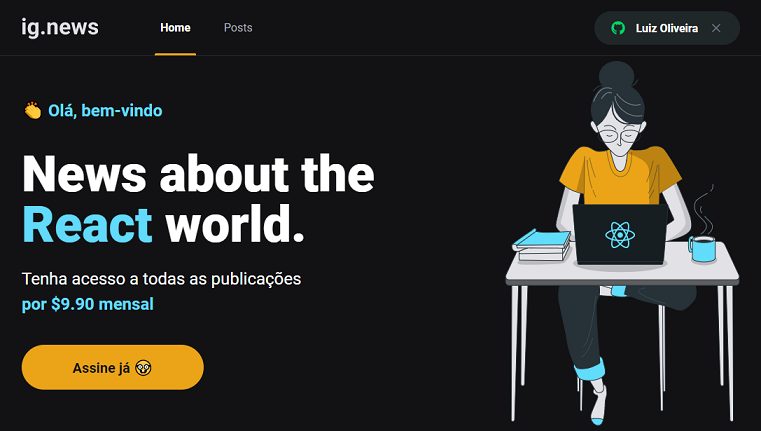 ig.news
Home
Posts
Luiz Oliveira
👏 Olá, bem-vindo
News about the
React world.
Tenha acesso a todas as publicações
por $9.90 mensal
Assine já 🤯